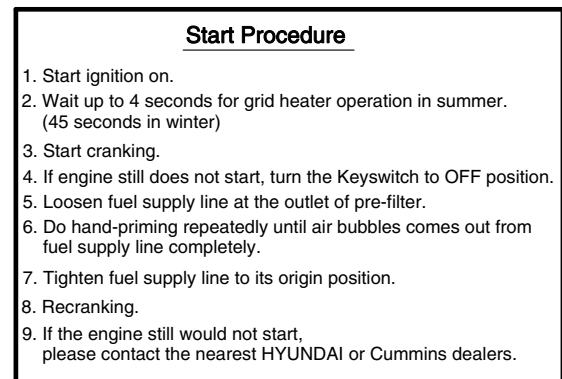 Start Procedure
1. Start ignition on.
2. Wait up to 4 seconds for grid heater operation in summer.
(45 seconds in winter)
3. Start cranking.
4. If engine still does not start, turn the Keyswitch to OFF position.
5. Loosen fuel supply line at the outlet of pre-filter.
6. Do hand-priming repeatedly until air bubbles comes out from
fuel supply line completely.
7. Tighten fuel supply line to its origin position.
8. Recranking.
9. If the engine still would not start,
please contact the nearest HYUNDAI or Cummins dealers.